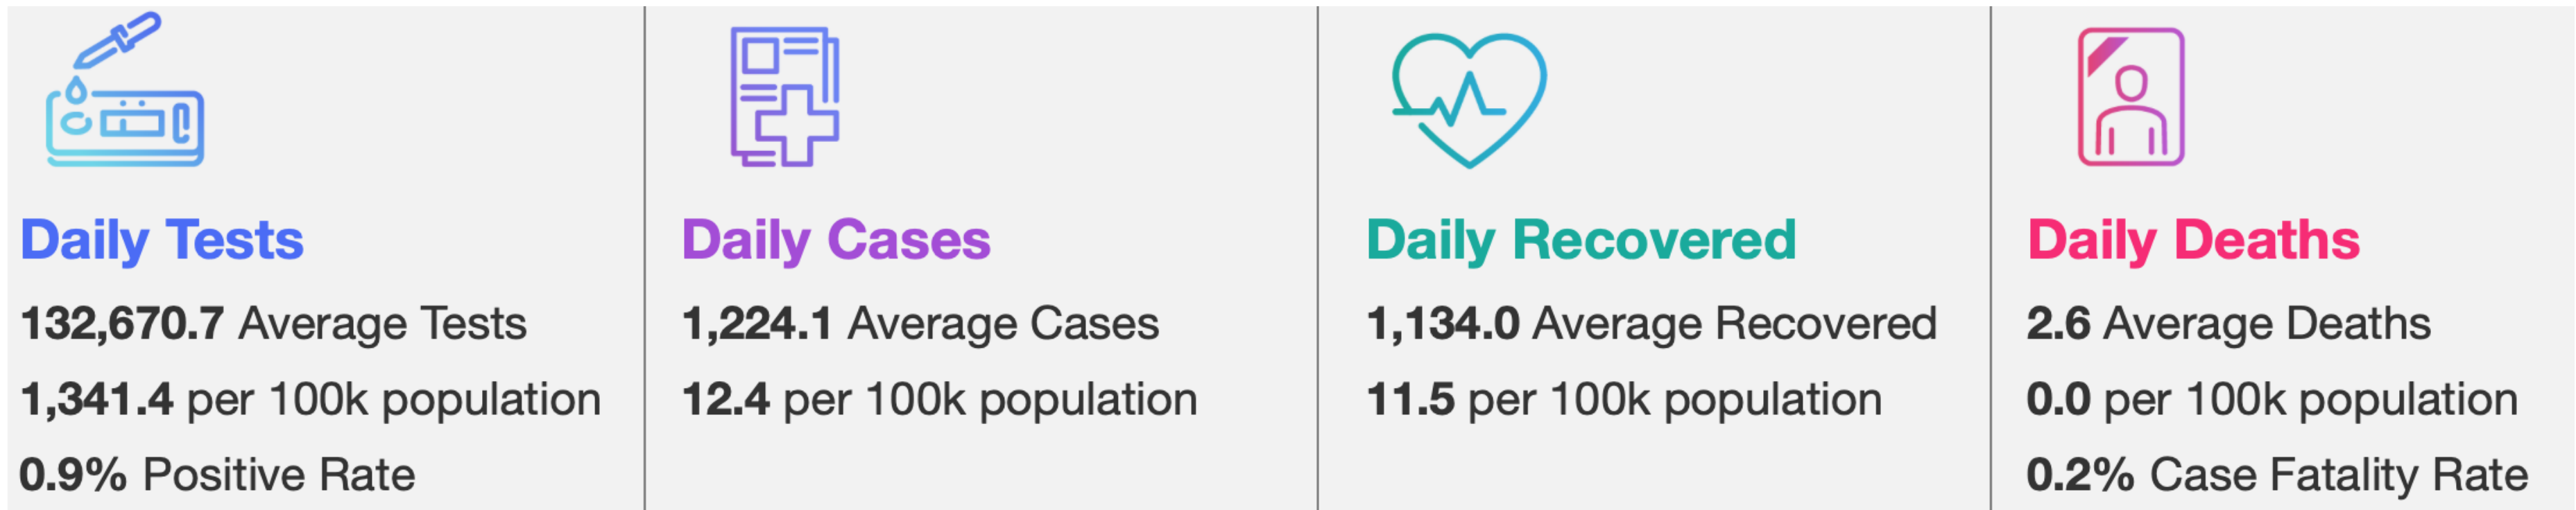 Daily Tests
132,670.7 Average Tests
1,341.4 per 100k population
0.9% Positive Rate
Daily Cases
1,224.1 Average Cases
12.4 per 100k population
Daily Recovered
1,134.0 Average Recovered
11.5 per 100k population
Daily Deaths
2.6 Average Deaths
0.0 per 100k population
0.2% Case Fatality Rate